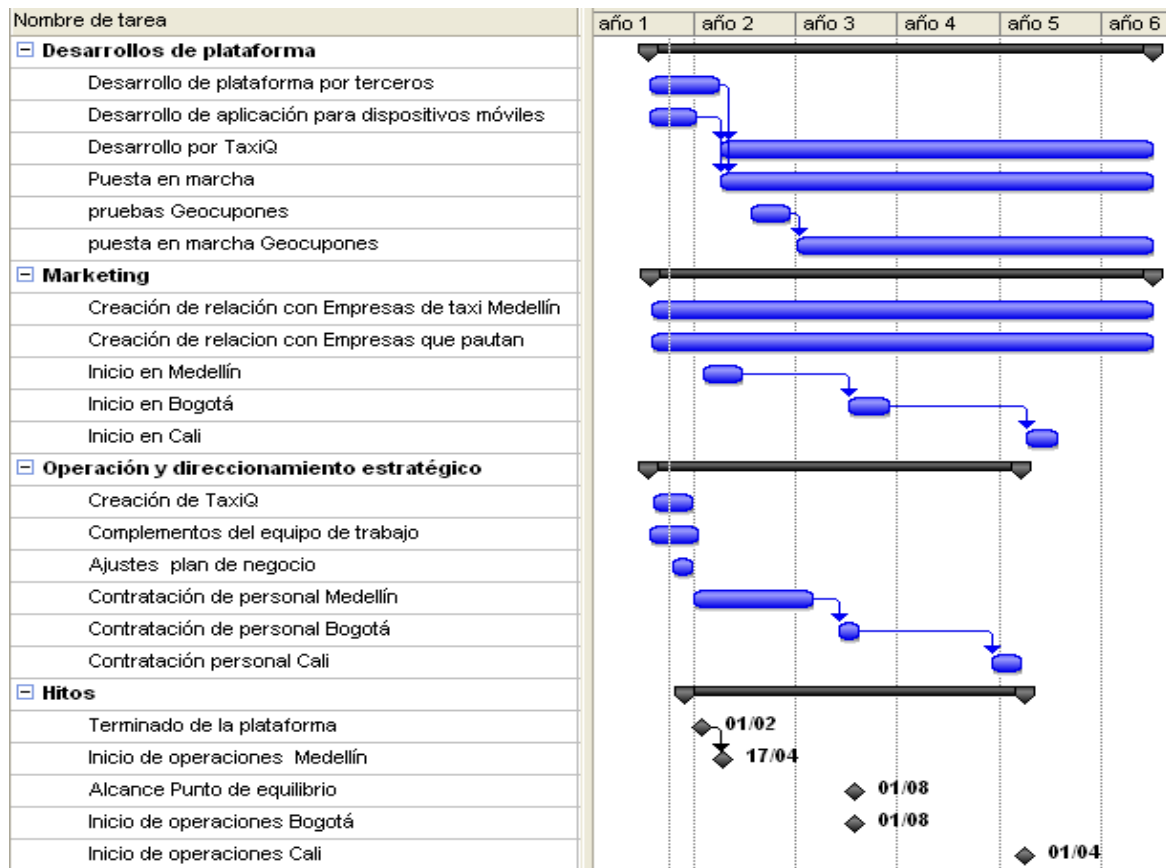 Nombre de tarea año 1 año 2 año 3 año 4 año 5 año 6
Desarrollos de plataforma
Desarrollo de plataforma por terceros
Desarrollo de aplicación para dispositivos móviles
Desarrollo por TaxiQ
Puesta en marcha
pruebas Geocupones
puesta en marcha Geocupones
Marketing
Creación de relación con Empresas de taxi Medellín
Creación de relacion con Empresas que pautan
Inicio en Medellín
Inicio en Bogotá
Inicio en Cali
Operación y direccionamiento estratégico
Creación de TaxiQ
Complementos del equipo de trabajo
Ajustes plan de negocio
Contratación de personal Medellín
Contratación de personal Bogotá
Contratación personal Cali
Hitos
Terminado de la plataforma 01/02
Inicio de operaciones Medellín 17/04
Alcance Punto de equilibrio 01/08
Inicio de operaciones Bogotá 01/08
Inicio de operaciones Cali 01/04